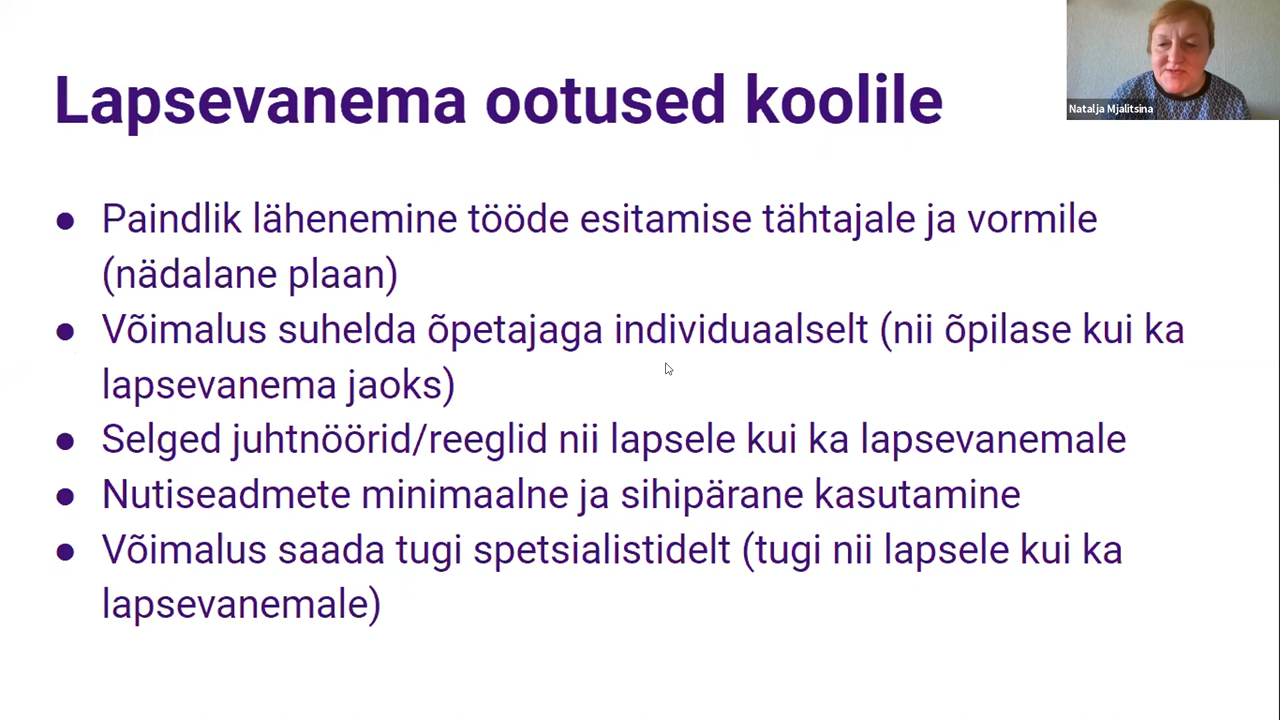 Lapsevanema ootused koolile
Natalja Mjalitsina
● Paindlik lähenemine tööde esitamise tähtajale ja vormile
(nädalane plaan)
● Võimalus suhelda õpetajaga individuaalselt (nii õpilase kui ka
lapsevanema jaoks)
● Selged juhtnöörid/reeglid nii lapsele kui ka lapsevanemale
● Nutiseadmete minimaalne ja sihipärane kasutamine
● Võimalus saada tugi spetsialistidelt (tugi nii lapsele kui ka
lapsevanemale)